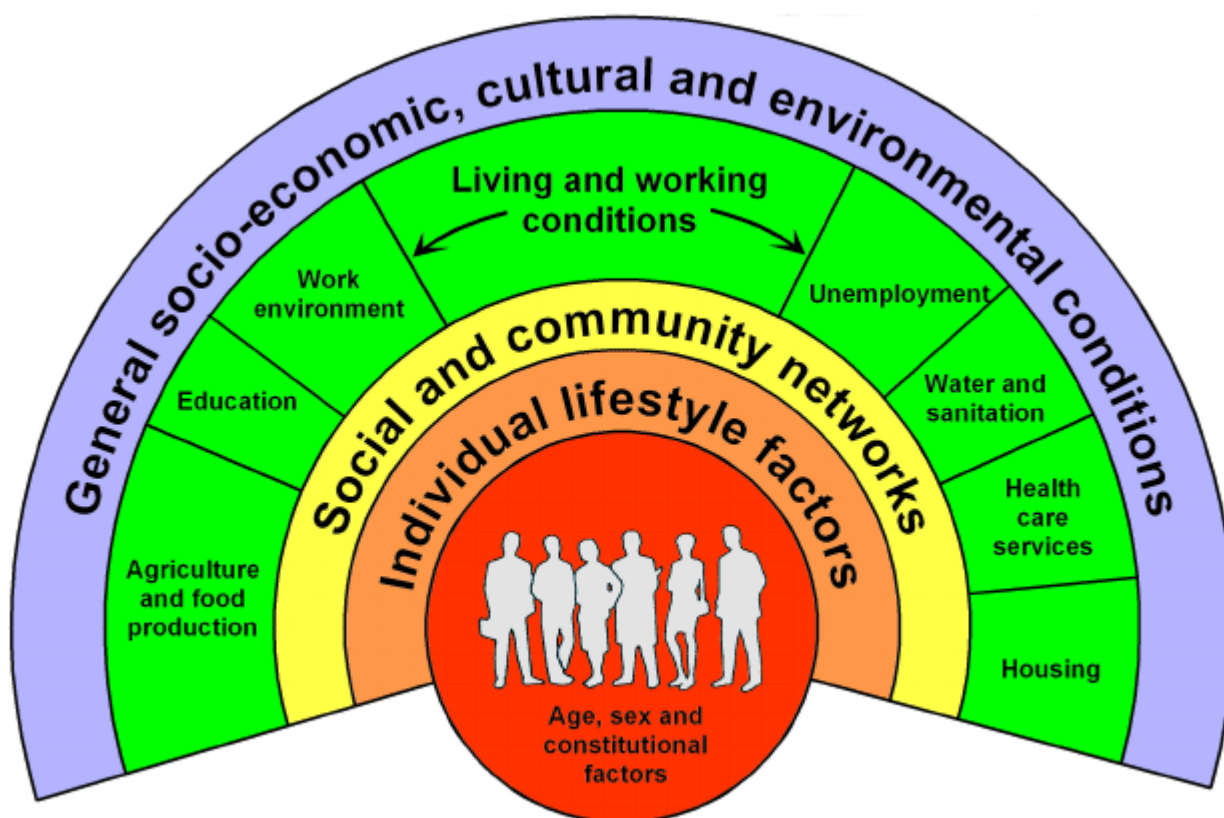 General socio-economic, cultural and environmental conditions
Living and working
conditions
Work
environment
Unemployment
Education
Water and
sanitation
Agriculture
and food
production
Health
care
services
Housing
Social and community networks
Individual lifestyle factors
Age, sex and
constitutional
factors